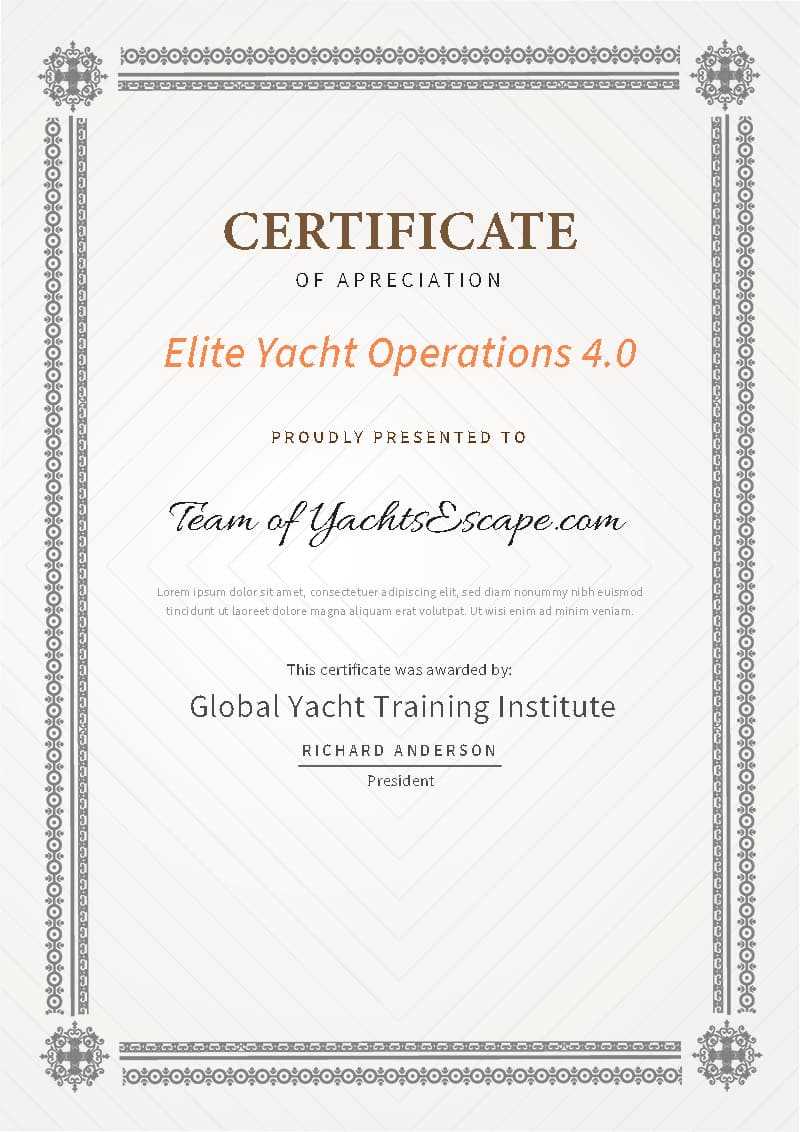 CERTIFICATE
OF APRECIATION
Elite Yacht Operations 4.0
PROUDLY PRESENTED TO
Team of YachtsEscape.com
Lorem ipsum dolor sit amet, consectetuer adipiscing elit, sed diam nonummy nibh euismod
tincidunt ut laoreet dolore magna aliquam erat volutpat. Ut wisi enim ad minim veniam.
This certificate was awarded by:
Global Yacht Training Institute
RICHARD ANDERSON
President